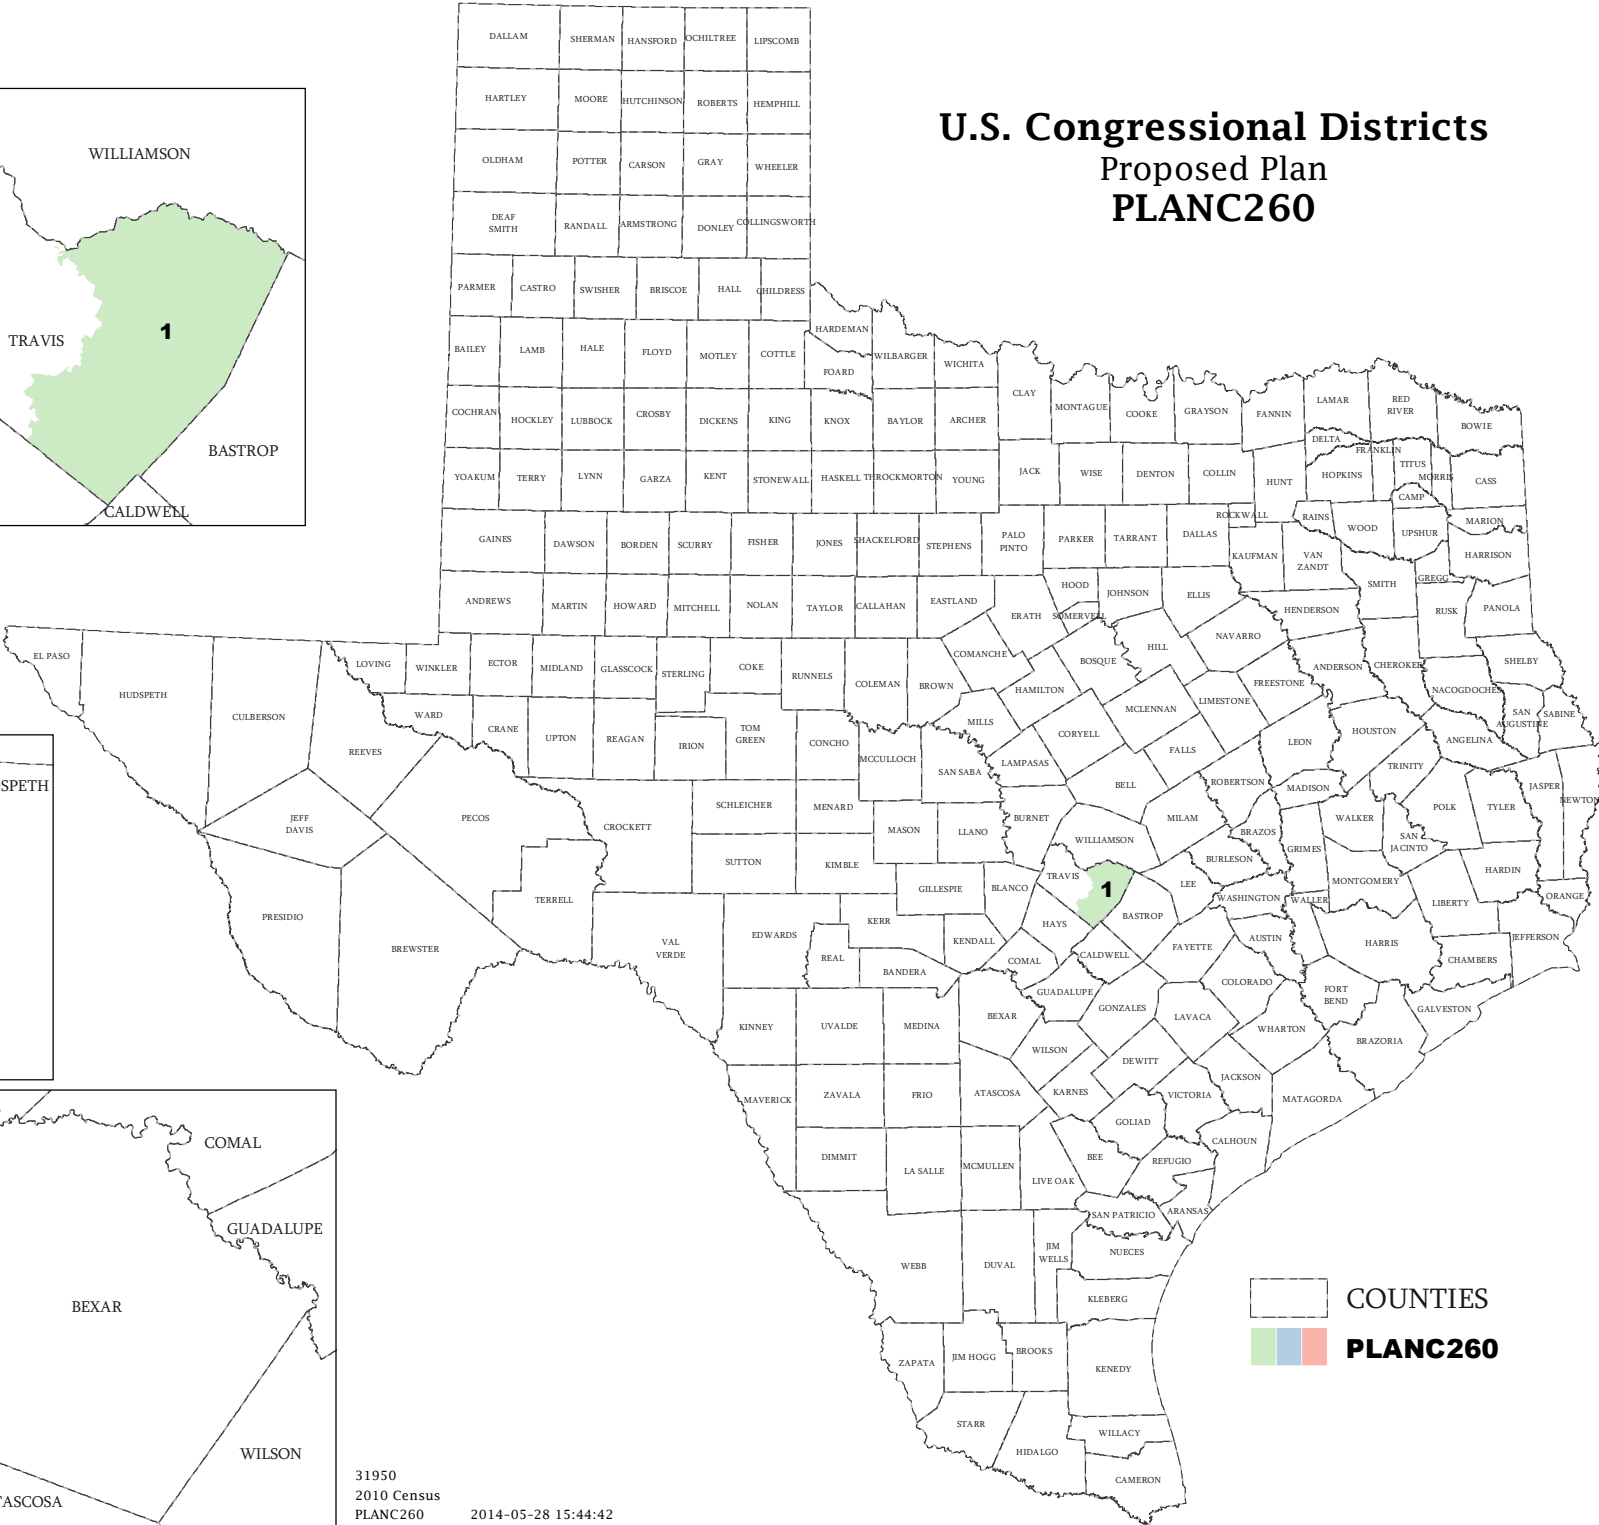 U.S. Congressional Districts
Proposed Plan
PLANC260
WILLIAMSON
TRAVIS
1
BASTROP
CALDWELL
SPETH
COMAL
GUADALUPE
BEXAR
WILSON
TASCOSA
DALLAM
SHERMAN
HANSFORD
OCHILTREE
LIPSCOMB
HARTLEY
MOORE
HUTCHINSON
ROBERTS
HEMPHILL
OLDHAM
POTTER
CARSON
GRAY
WHEELER
DEAF
SMITH
RANDALL
ARMSTRONG
DONLEY
COLLINGSWORTH
PARMER
CASTRO
SWISHER
BRISCOE
HALL
CHILDRESS
HARDEMAN
BAILEY
LAMB
HALE
FLOYD
MOTLEY
COTTLE
FOARD
WILBARGER
WICHITA
CLAY
MONTAGUE
COOKE
GRAYSON
FANNIN
LAMAR
RED
RIVER
BOWIE
COCHRAN
HOCKLEY
LUBBOCK
CROSBY
DICKENS
KING
KNOX
BAYLOR
ARCHER
DELTA
FRANKLIN
TITUS
MORRIS
CASS
YOAKUM
TERRY
LYNN
GARZA
KENT
STONEWALL
HASKELL
THROCKMORTON
YOUNG
JACK
WISE
DENTON
COLLIN
HUNT
HOPKINS
CAMP
ROCKWALL
RAINS
WOOD
UPSHUR
MARION
GAINES
DAWSON
BORDEN
SCURRY
FISHER
JONES
SHACKELFORD
STEPHENS
PALO
PINTO
PARKER
TARRANT
DALLAS
KAUFMAN
VAN
ZANDT
HARRISON
SMITH
GREGG
ANDREWS
MARTIN
HOWARD
MITCHELL
NOLAN
TAYLOR
CALLAHAN
EASTLAND
ERATH
HOOD
SOMERVELL
JOHNSON
ELLIS
HENDERSON
RUSK
PANOLA
NAVARRO
EL PASO
HUDSPETH
CULBERSON
REEVES
LOVING
WINKLER
ECTOR
MIDLAND
GLASSCOCK
STERLING
COKE
RUNNELS
COLEMAN
BROWN
COMANCHE
BOSQUE
HILL
ANDERSON
CHEROKEE
SHELBY
HAMILTON
MCLENNAN
LIMESTONE
FREESTONE
NACOGDOCHES
SAN
AUGUSTINE
SABINE
WARD
CRANE
UPTON
REAGAN
IRION
TOM
GREEN
CONCHO
MCCULLOCH
SAN SABA
MILLS
LAMPASAS
CORYELL
FALLS
LEON
HOUSTON
ANGELINA
TRINITY
JEFF
DAVIS
PECOS
CROCKETT
SCHLEICHER
MENARD
MASON
LLANO
BURNET
BELL
MILAM
ROBERTSON
MADISON
WALKER
POLK
TYLER
JASPER
NEWTON
SUTTON
KIMBLE
WILLIAMSON
BRAZOS
BURLESON
GRIMES
SAN
JACINTO
HARDIN
PRESIDIO
BREWSTER
TERRELL
VAL
VERDE
EDWARDS
KERR
GILLESPIE
BLANCO
TRAVIS
1
LEE
WASHINGTON
WALLER
MONTGOMERY
LIBERTY
ORANGE
HAYS
BASTROP
REAL
BANDERA
KENDALL
COMAL
CALDWELL
FAYETTE
AUSTIN
HARRIS
CHAMBERS
JEFFERSON
KINNEY
UVALDE
MEDINA
BEXAR
GUADALUPE
GONZALES
LAVACA
COLORADO
FORT
BEND
GALVESTON
WHARTON
BRAZORIA
WILSON
DEWITT
JACKSON
MATAGORDA
MAVERICK
ZAVALA
FRIO
ATASCOSA
KARNES
VICTORIA
GOLIAD
CALHOUN
DIMMIT
LA SALLE
MCMULLEN
LIVE OAK
BEE
REFUGIO
SAN PATRICIO
ARANSAS
WEBB
DUVAL
JIM
WELLS
NUECES
KLEBERG
ZAPATA
JIM HOGG
BROOKS
KENEDY
STARR
HIDALGO
WILLACY
CAMERON
COUNTIES
PLANC260
31950
2010 Census
PLANC260 2014-05-28 15:44:42